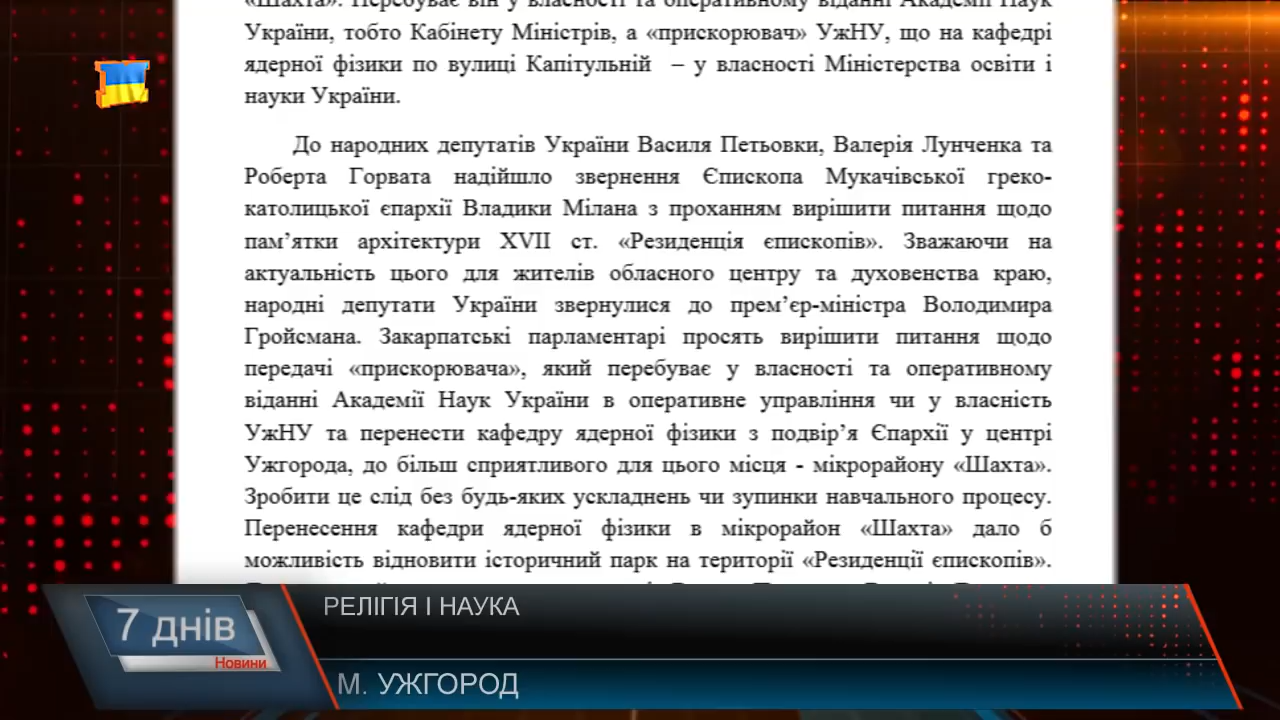 «Шахта». Перебуває він у власності та оперативному віданні Академії Наук
України, тобто Кабінету Міністрів, а «прискорювач» УжНУ, що на кафедрі
ядерної фізики по вулиці Капітульній – у власності Міністерства освіти і
науки України.
До народних депутатів України Василя Петьовки, Валерія Лунченка та
Роберта Горвата надійшло звернення Єпископа Мукачівської греко-
католицької єпархії Владики Мілана з проханням вирішити питання щодо
пам’ятки архітектури XVII ст. «Резиденція єпископів». Зважаючи на
актуальність цього для жителів обласного центру та духовенства краю,
народні депутати України звернулися до прем’єр-міністра Володимира
Гройсмана. Закарпатські парламентарі просять вирішити питання щодо
передачі «прискорювача», який перебуває у власності та оперативному
віданні Академії Наук України в оперативне управління чи у власність
УжНУ та перенести кафедру ядерної фізики з подвір’я Єпархії у центрі
Ужгорода, до більш сприятливого для цього місця - мікрорайону «Шахта».
Зробити це слід без будь-яких ускладнень чи зупинки навчального процесу.
Перенесення кафедри ядерної фізики в мікрорайон «Шахта» дало б
можливість відновити історичний парк на території «Резиденції єпископів».
7 днів
Новини
РЕЛІГІЯ І НАУКА
М. УЖГОРОД